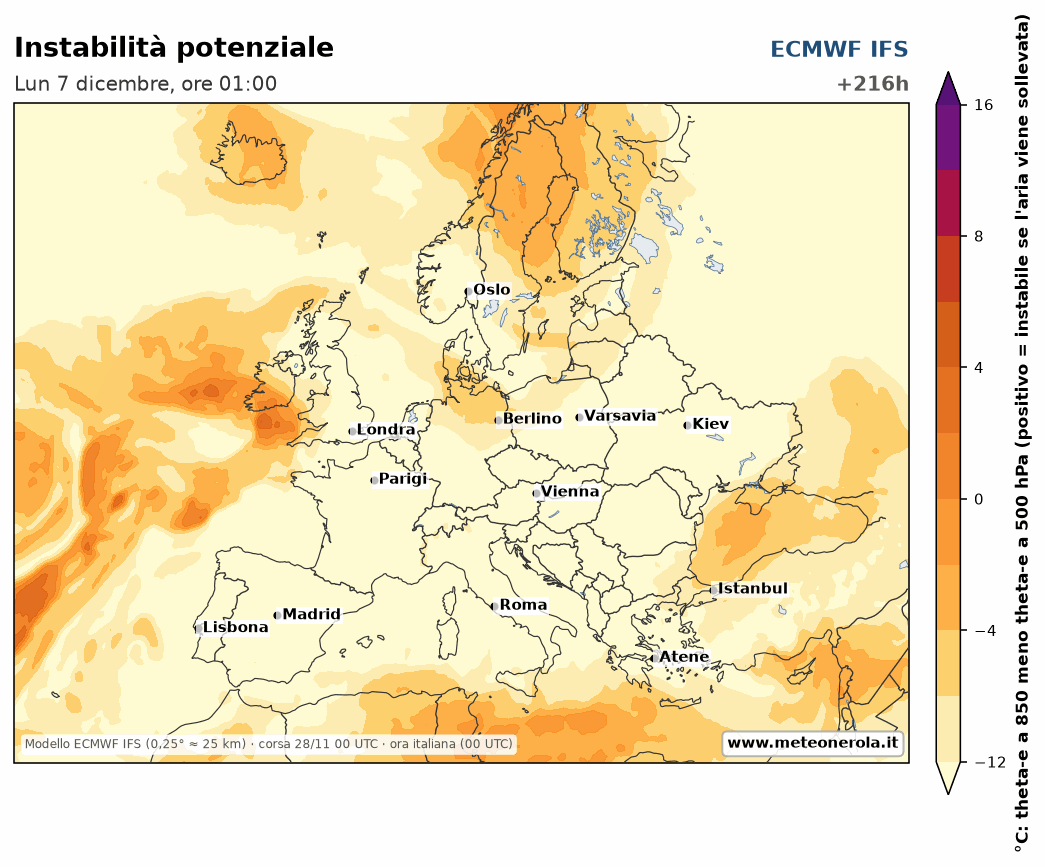 Instabilità potenziale
ECMWF IFS
Lun 7 dicembre, ore 01:00
+216h
Oslo
Berlino
Varsavia
Kiev
Londra
Parigi
Vienna
Istanbul
Roma
Madrid
Lisbona
Atene
Modello ECMWF IFS (0,25° ≈ 25 km) · corsa 28/11 00 UTC · ora italiana (00 UTC)
www.meteonerola.it
16
8
4
0
−4
−12
°C: theta-e a 850 meno theta-e a 500 hPa (positivo = instabile se l'aria viene sollevata)